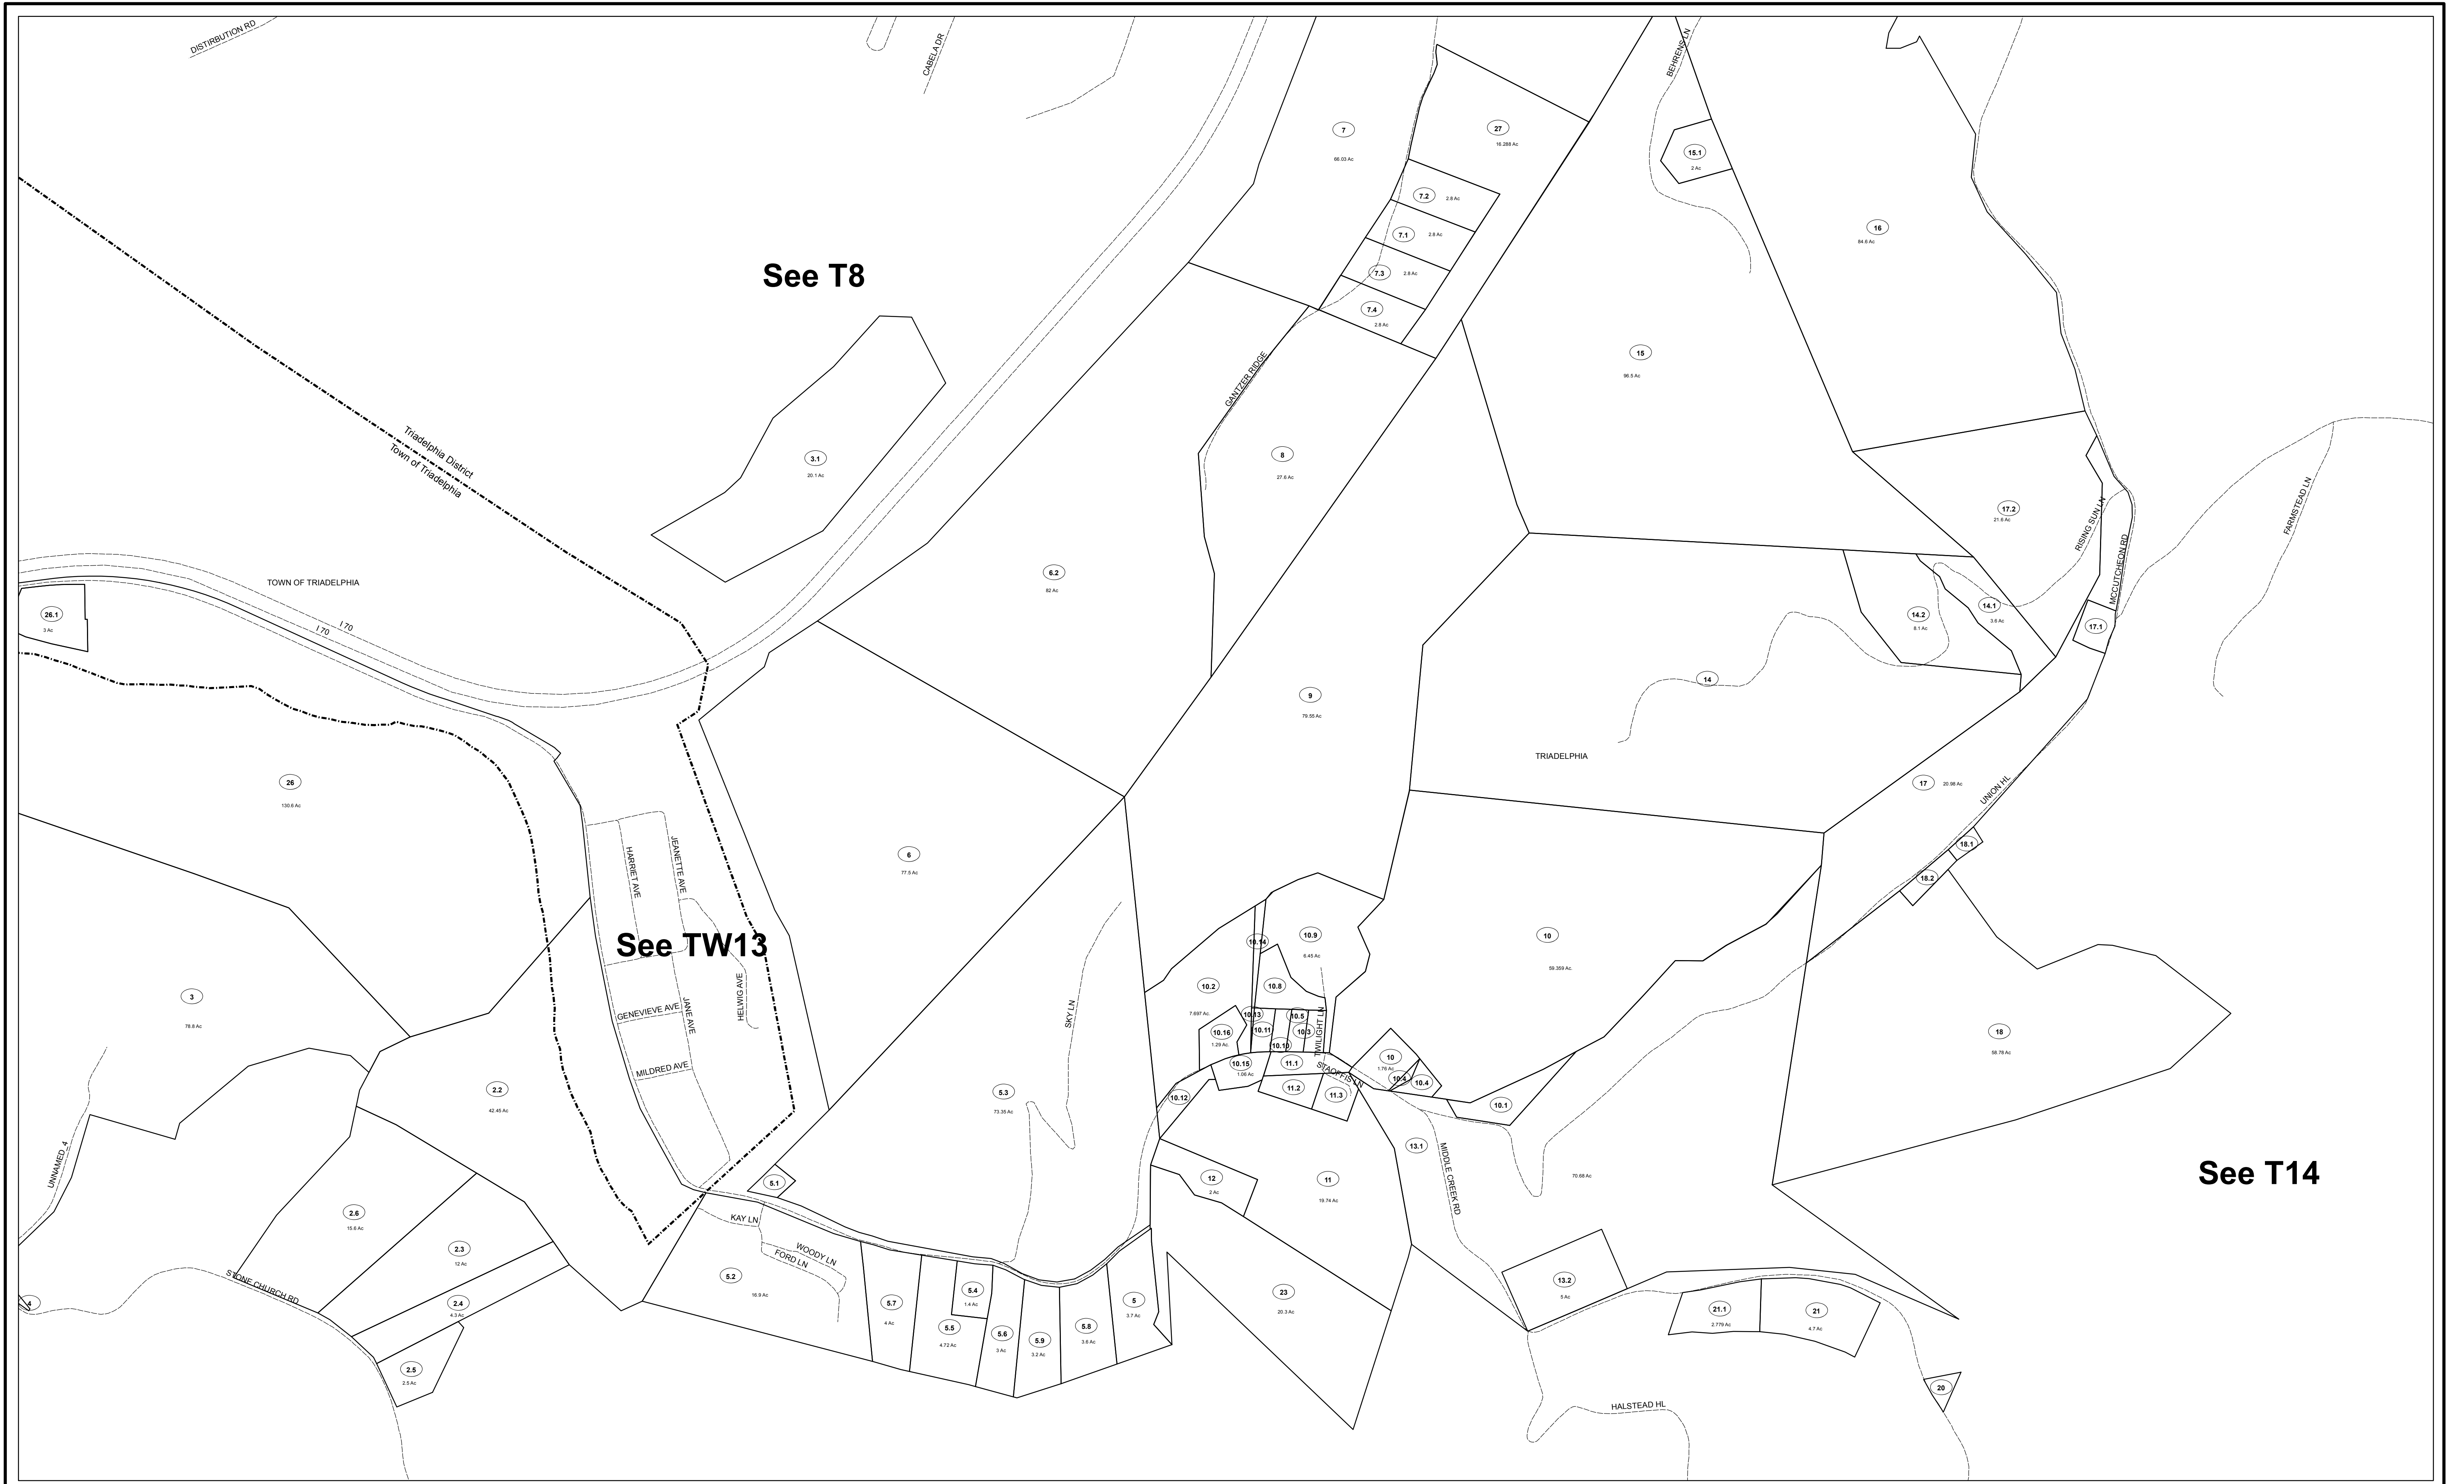 DISTIRBUTION RD
CABELA DR
BEHRENS LN
7
66.03 Ac
27
16.288 Ac
15.1
2 Ac
7.2
2.8 Ac
7.1
2.8 Ac
16
84.6 Ac
See T8
7.3
2.8 Ac
7.4
2.8 Ac
GANTZER RIDGE
15
96.5 Ac
Triadelphia District
Town of Triadelphia
3.1
20.1 Ac
8
27.6 Ac
17.2
21.6 Ac
RISING SUN LN
FARMSTEAD LN
MCCUTCHEON RD
TOWN OF TRIADELPHIA
I 70
I 70
26.1
3 Ac
6.2
82 Ac
14.2
8.1 Ac
14.1
3.6 Ac
17.1
14
9
79.55 Ac
TRIADELPHIA
26
130.6 Ac
17
20.98 Ac
UNION HL
HARRIET AVE
JEANETTE AVE
6
77.5 Ac
18.1
18.2
See TW13
10.14
10.9
6.45 Ac
10
59.359 Ac.
3
78.8 Ac
GENEVIEVE AVE
JANE AVE
HELWIG AVE
SKY LN
10.2
7.697 Ac.
10.8
10.13
10.5
10.16
1.29 Ac.
10.11
10.3
TWILIGHT LN
10.10
18
58.78 Ac
MILDRED AVE
10.15
1.06 Ac
11.1
STAOFFIS LN
10
1.76 Ac
10.4
10.4
2.2
42.45 Ac
5.3
73.35 Ac
10.12
11.2
11.3
10.1
UNNAMED_4
13.1
MIDDLE CREEK RD
70.68 Ac
See T14
5.1
12
2 Ac
11
19.74 Ac
2.6
15.6 Ac
KAY LN
WOODY LN
FORD LN
2.3
12 Ac
STONE CHURCH RD
5.2
16.9 Ac
13.2
5 Ac
4
2.4
4.3 Ac
5.7
4 Ac
5.4
1.4 Ac
5
3.7 Ac
23
20.3 Ac
21.1
2.779 Ac
21
4.7 Ac
5.5
4.72 Ac
5.6
3 Ac
5.9
3.2 Ac
5.8
3.6 Ac
2.5
2.5 Ac
20
HALSTEAD HL